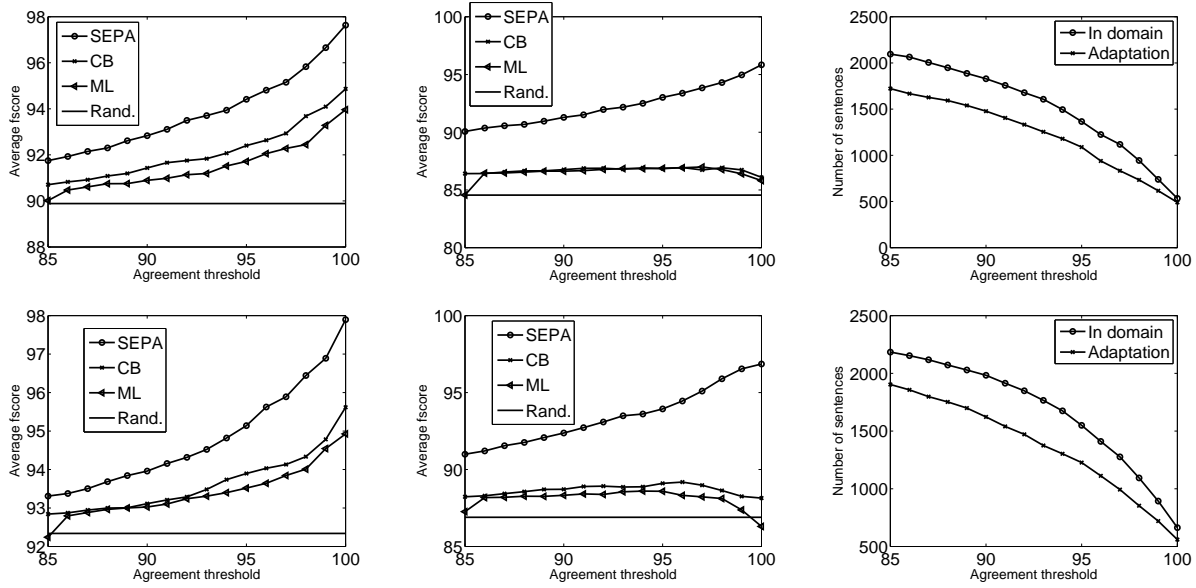 98
96
94
92
90
88
85 90 95 100
Agreement threshold
Average fscore
SEPA
CB
ML
Rand.
100
95
90
85
80
85 90 95 100
Agreement threshold
Average fscore
SEPA
CB
ML
Rand.
2500
2000
1500
1000
500
0
85 90 95 100
Agreement threshold
Number of sentences
In domain
Adaptation
98
97
96
95
94
93
92
85 90 95 100
Agreement threshold
Average fscore
SEPA
CB
ML
Rand.
100
95
90
85
85 90 95 100
Agreement threshold
Average fscore
SEPA
CB
ML
Rand.
2500
2000
1500
1000
500
85 90 95 100
Agreement threshold
Number of sentences
In domain
Adaptation